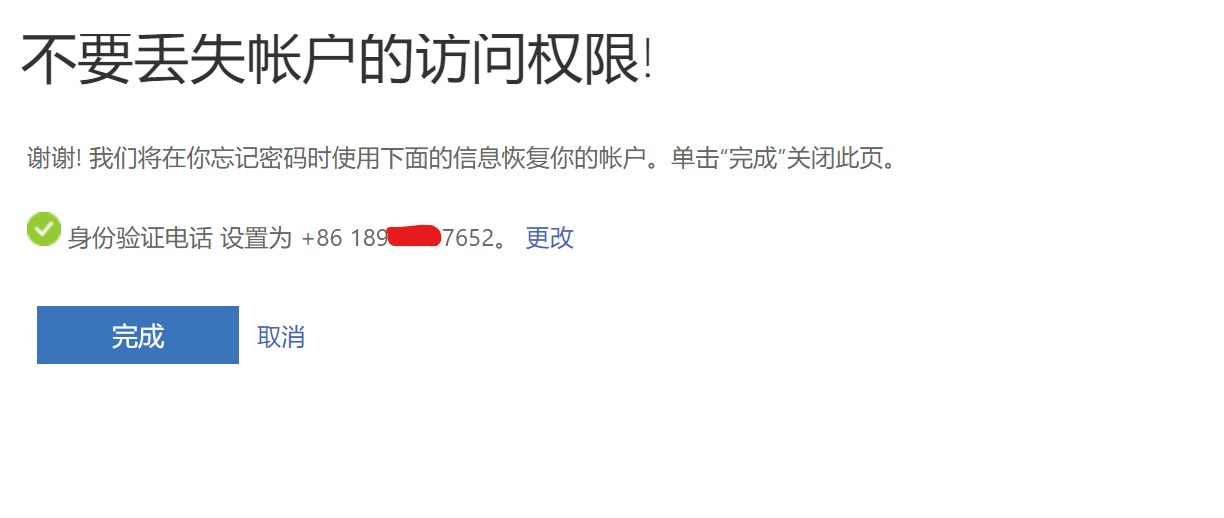 不要丢失帐户的访问权限!
谢谢! 我们将在你忘记密码时使用下面的信息恢复你的帐户。单击“完成”关闭此页。
身份验证电话 设置为 +86 189 7652。 更改
完成 取消